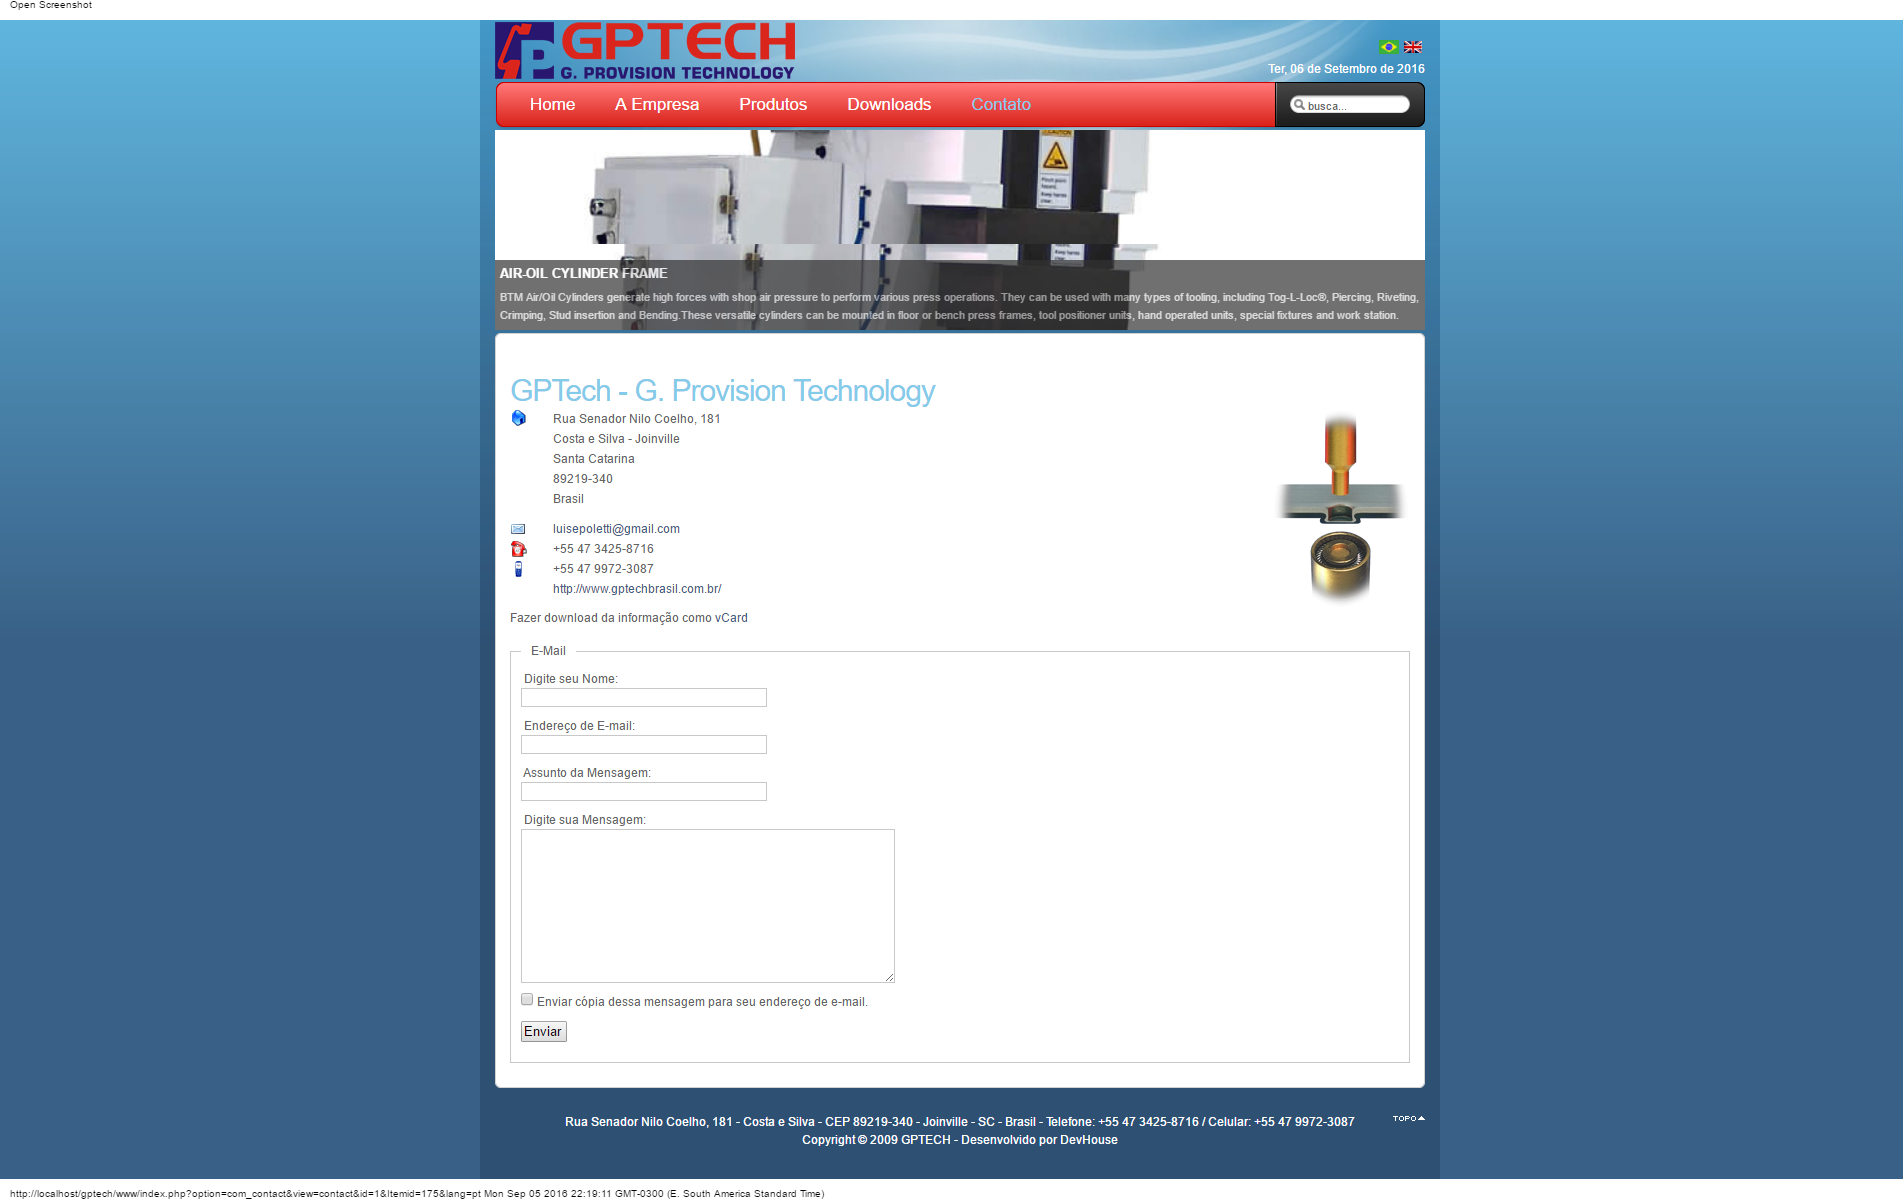 Open Screenshot
GPTECH
G. PROVISION TECHNOLOGY
Ter, 06 de Setembro de 2016
Home A Empresa Produtos Downloads Contato busca...
CAUTION
Pinch point
hazard.
Keep hands
clear.
AIR-OIL CYLINDER FRAME
BTM Air/Oil Cylinders generate high forces with shop air pressure to perform various press operations. They can be used with many types of tooling, including Tog-L-Loc®, Piercing, Riveting,
Crimping, Stud insertion and Bending.These versatile cylinders can be mounted in floor or bench press frames, tool positioner units, hand operated units, special fixtures and work station.
GPTech - G. Provision Technology
Rua Senador Nilo Coelho, 181
Costa e Silva - Joinville
Santa Catarina
89219-340
Brasil
luisepoletti@gmail.com
+55 47 3425-8716
+55 47 9972-3087
http://www.gptechbrasil.com.br/
Fazer download da informação como vCard
E-Mail
Digite seu Nome:
Endereço de E-mail:
Assunto da Mensagem:
Digite sua Mensagem:
Enviar cópia dessa mensagem para seu endereço de e-mail.
Enviar
Rua Senador Nilo Coelho, 181 - Costa e Silva - CEP 89219-340 - Joinville - SC - Brasil - Telefone: +55 47 3425-8716 / Celular: +55 47 9972-3087
TOPO
Copyright © 2009 GPTECH - Desenvolvido por DevHouse
http://localhost/gptech/www/index.php?option=com_contact&view=contact&id=1&Itemid=175&lang=pt Mon Sep 05 2016 22:19:11 GMT-0300 (E. South America Standard Time)